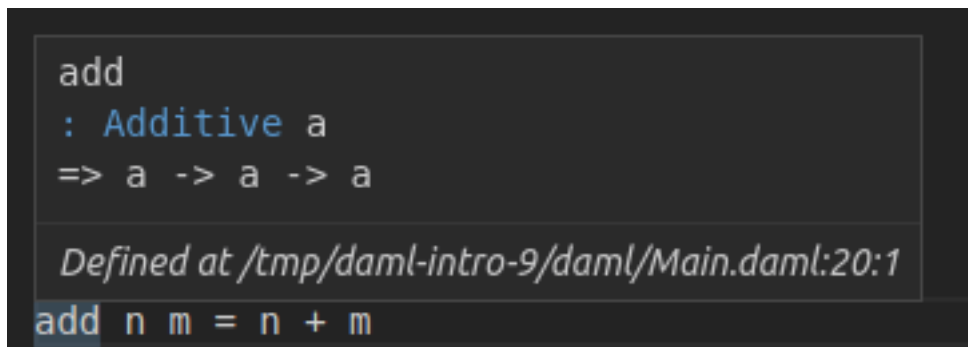 add
: Additive a
=> a -> a -> a
Defined at /tmp/daml-intro-9/daml/Main.daml:20:1
add n m = n + m